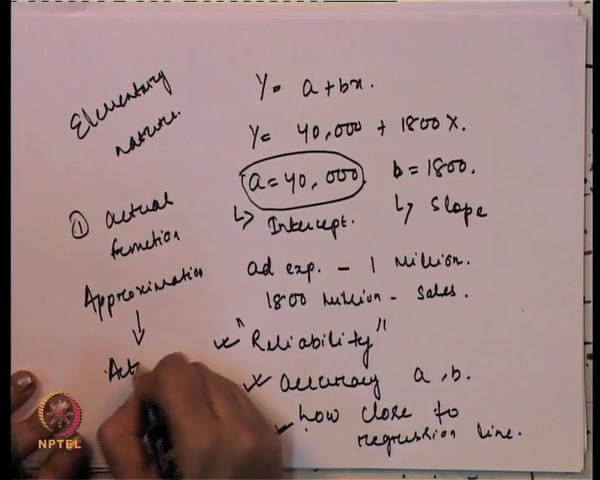 Elementary
nature.
① actual
function
Approximation
↓
Act
Y = a + bx.
Y = 40,000 + 1800 X.
a = 40,000. b = 1800.
↳ Intercept. ↳ Slope
ad exp. - 1 Million.
1800 Million - Sales.
"Reliability"
accuracy a, b.
how close to
regression line.
NPTEL